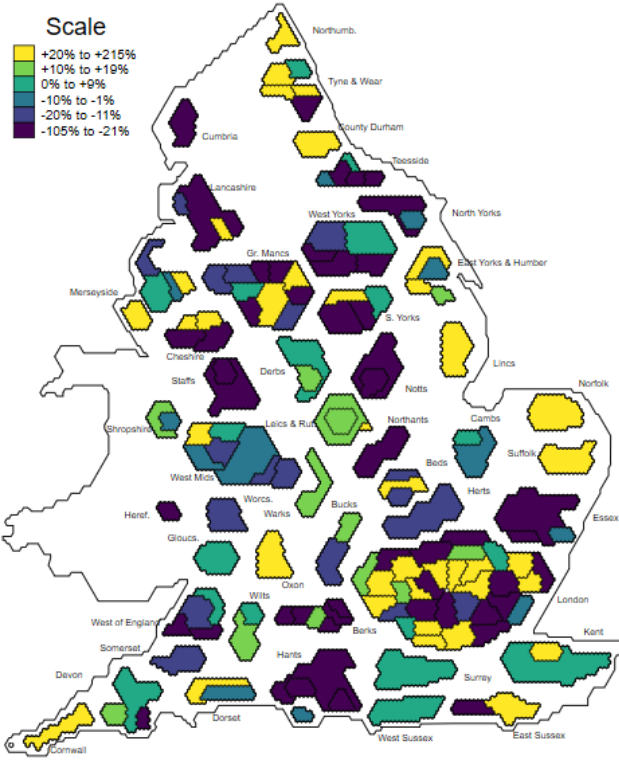 Scale
+20% to +215%
+10% to +19%
0% to +9%
-10% to -1%
-20% to -11%
-105% to -21%
Northumb.
Tyne & Wear
County Durham
Cumbria
Teesside
Lancashire
North Yorks
West Yorks
Gr. Mancs
East Yorks & Humber
Merseyside
S. Yorks
Cheshire
Lincs
Staffs
Derbs
Notts
Norfolk
Shropshire
Leics & Rut.
Northants
Cambs
Suffolk
West Mids
Beds
Worcs.
Herts
Heref.
Warks
Bucks
Essex
Gloucs.
Oxon
Wilts
London
West of England
Berks
Kent
Somerset
Hants
Devon
Surrey
Dorset
West Sussex
East Sussex
Cornwall